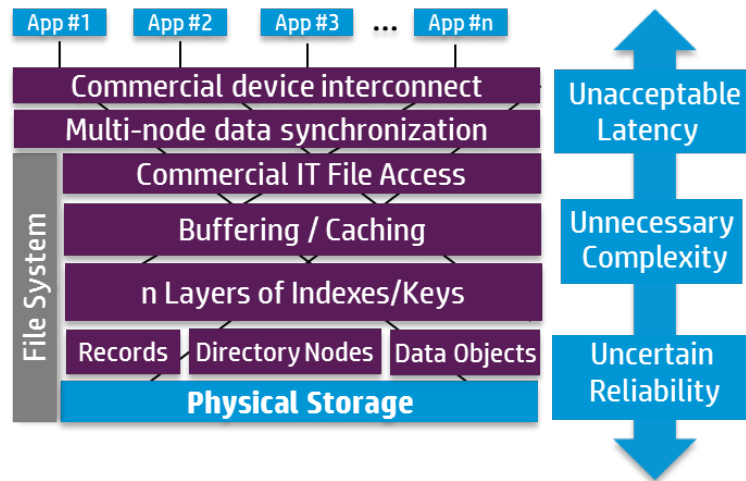 App #1 App #2 App #3 ... App #n
Commercial device interconnect
Multi-node data synchronization
File System
Commercial IT File Access
Buffering / Caching
n Layers of Indexes/Keys
Records Directory Nodes Data Objects
Physical Storage
Unacceptable
Latency
Unnecessary
Complexity
Uncertain
Reliability